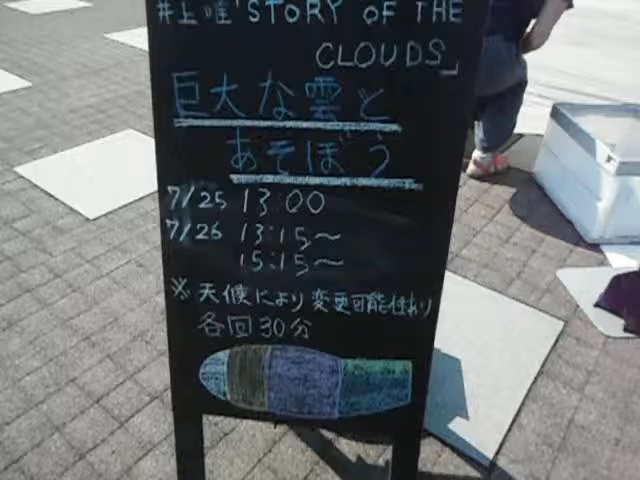 井上唯「STORY OF THE
CLOUDS」
巨大な雲と
あそぼう
7/25 13:00
7/26 13:15〜
15:15〜
※天候により変更可能性あり
各回30分